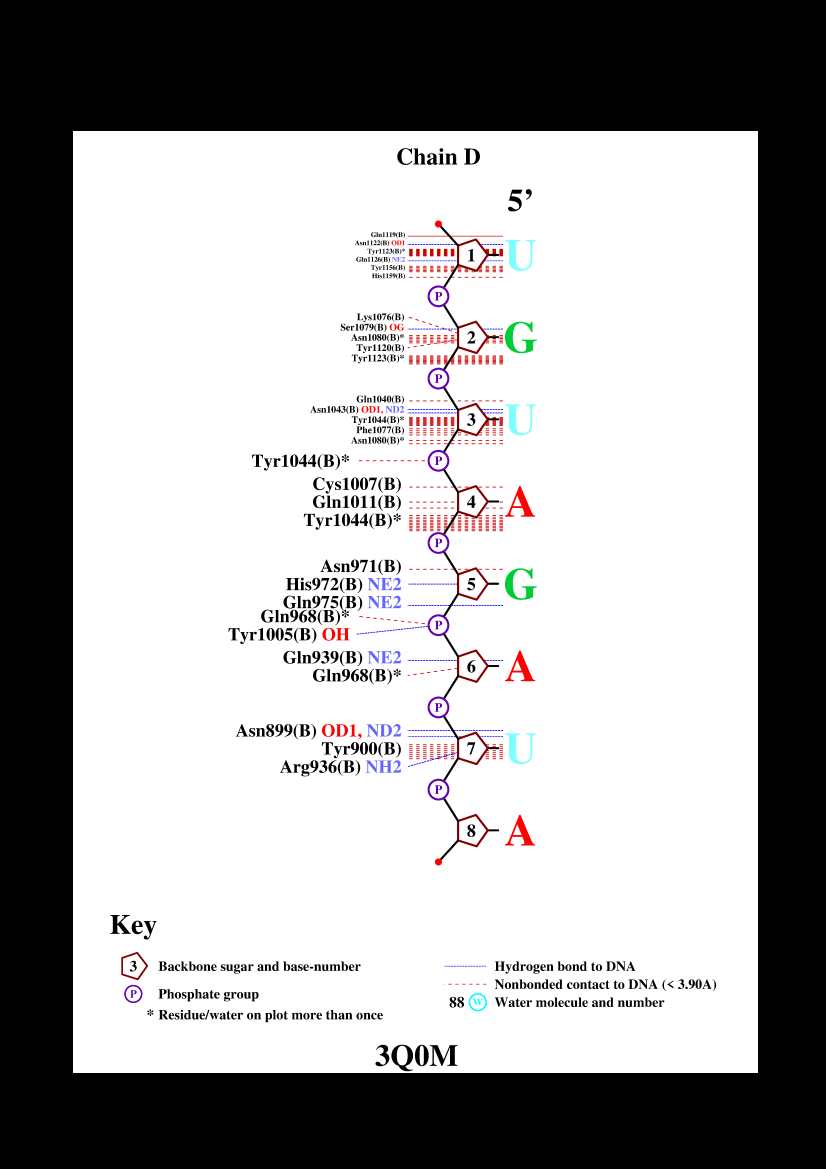 Chain D
5’
Gln1119(B)
Asn1122(B) OD1
Tyr1123(B)*
Gln1126(B) NE2
Tyr1156(B)
His1159(B)
1 U
P
Lys1076(B)
Ser1079(B) OG
Asn1080(B)*
Tyr1120(B)
Tyr1123(B)*
2 G
P
Gln1040(B)
Asn1043(B) OD1, ND2
Tyr1044(B)*
Phe1077(B)
Asn1080(B)*
3 U
Tyr1044(B)* P
Cys1007(B)
Gln1011(B)
Tyr1044(B)*
4 A
P
Asn971(B)
His972(B) NE2
Gln975(B) NE2
5 G
Gln968(B)*
Tyr1005(B) OH
P
Gln939(B) NE2
Gln968(B)*
6 A
P
Asn899(B) OD1, ND2
Tyr900(B)
Arg936(B) NH2
7 U
P
8 A
Key
3 Backbone sugar and base-number
P Phosphate group
* Residue/water on plot more than once
Hydrogen bond to DNA
Nonbonded contact to DNA (< 3.90A)
88 W Water molecule and number
3Q0M